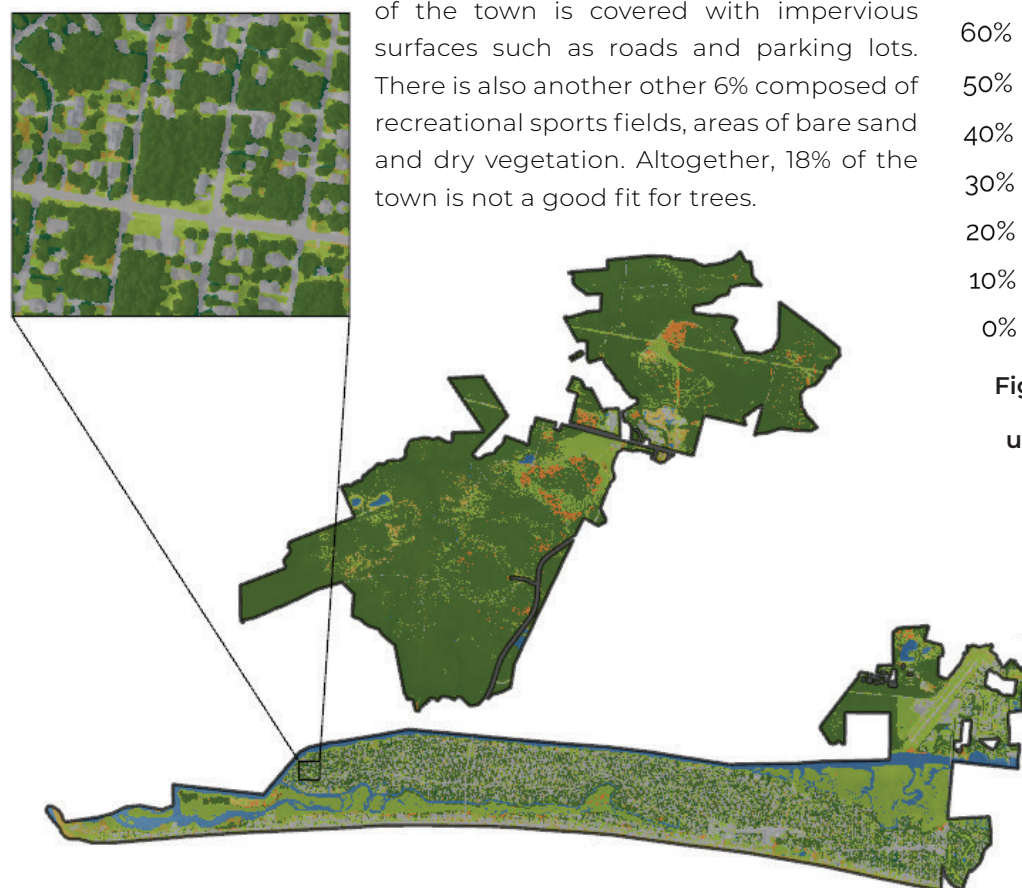 of the town is covered with impervious
surfaces such as roads and parking lots.
There is also another other 6% composed of
recreational sports fields, areas of bare sand
and dry vegetation. Altogether, 18% of the
town is not a good fit for trees.
60%
50%
40%
30%
20%
10%
0%
Fig
u